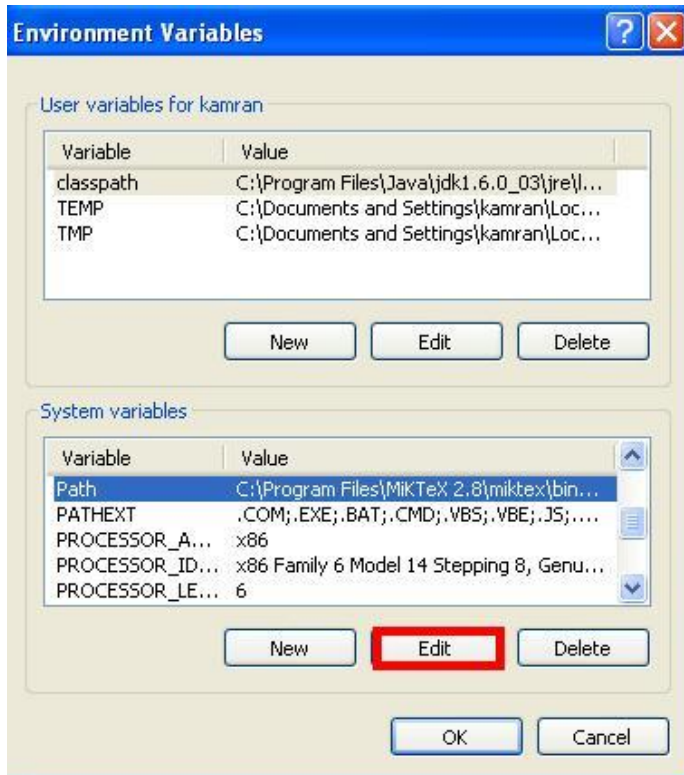 Environment Variables
User variables for kamran
Variable Value
classpath C:\Program Files\Java\jdk1.6.0_03\jre\l...
TEMP C:\Documents and Settings\kamran\Loc...
TMP C:\Documents and Settings\kamran\Loc...
New Edit Delete
System variables
Variable Value
Path C:\Program Files\MiKTeX 2.8\miktex\bin...
PATHEXT .COM;.EXE;.BAT;.CMD;.VBS;.VBE;.JS;....
PROCESSOR_A... x86
PROCESSOR_ID... x86 Family 6 Model 14 Stepping 8, Genu...
PROCESSOR_LE... 6
New Edit Delete
OK Cancel